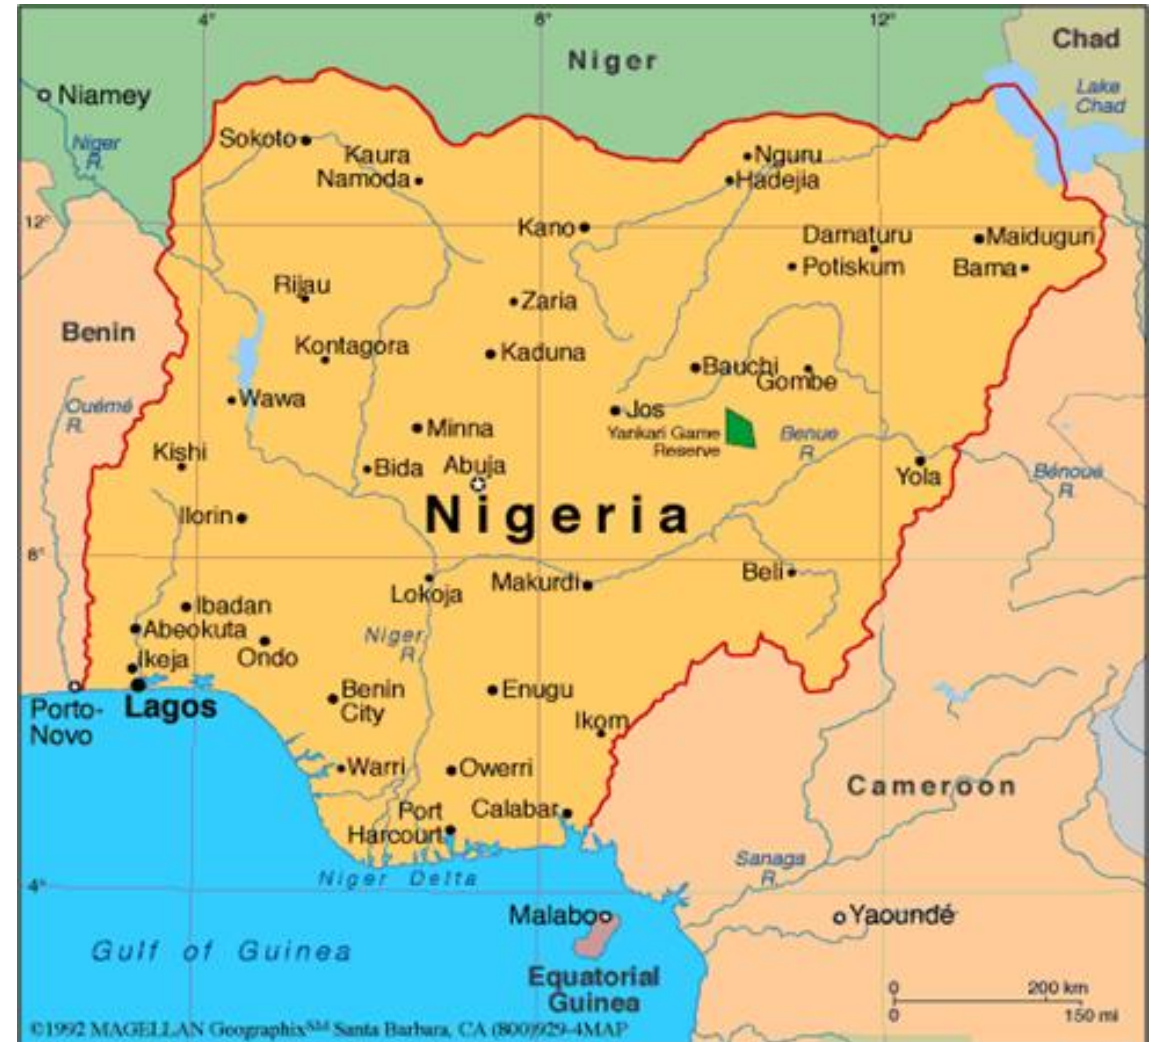 4°
8°
12°
Niger
Chad
Lake
Chad
Niamey
Niger
R.
Sokoto
Kaura
Namoda
Nguru
Hadejia
12°
Kano
Damaturu
Maiduguri
Potiskum
Bama
Rijau
Zaria
Benin
Kontagora
Kaduna
Bauchi
Gombe
Wawa
Ouémé
R.
Jos
Minna
Yankari Game
Reserve
Benue
R.
Kishi
Bida
Abuja
Yola
Bénoué
R.
Nigeria
Ilorin
8°
Lokoja
Makurdi
Beli
Ibadan
Abeokuta
Niger
R.
Ikeja
Ondo
Benin
City
Enugu
Porto-
Novo
Lagos
Ikom
Warri
Owerri
Cameroon
Port
Harcourt
Calabar
Sanaga
R.
Niger Delta
4°
Malabo
Yaoundé
Gulf of Guinea
Equatorial
Guinea
0 200 km
0 150 mi
©1992 MAGELLAN Geographix℠ Santa Barbara, CA (800)929-4MAP